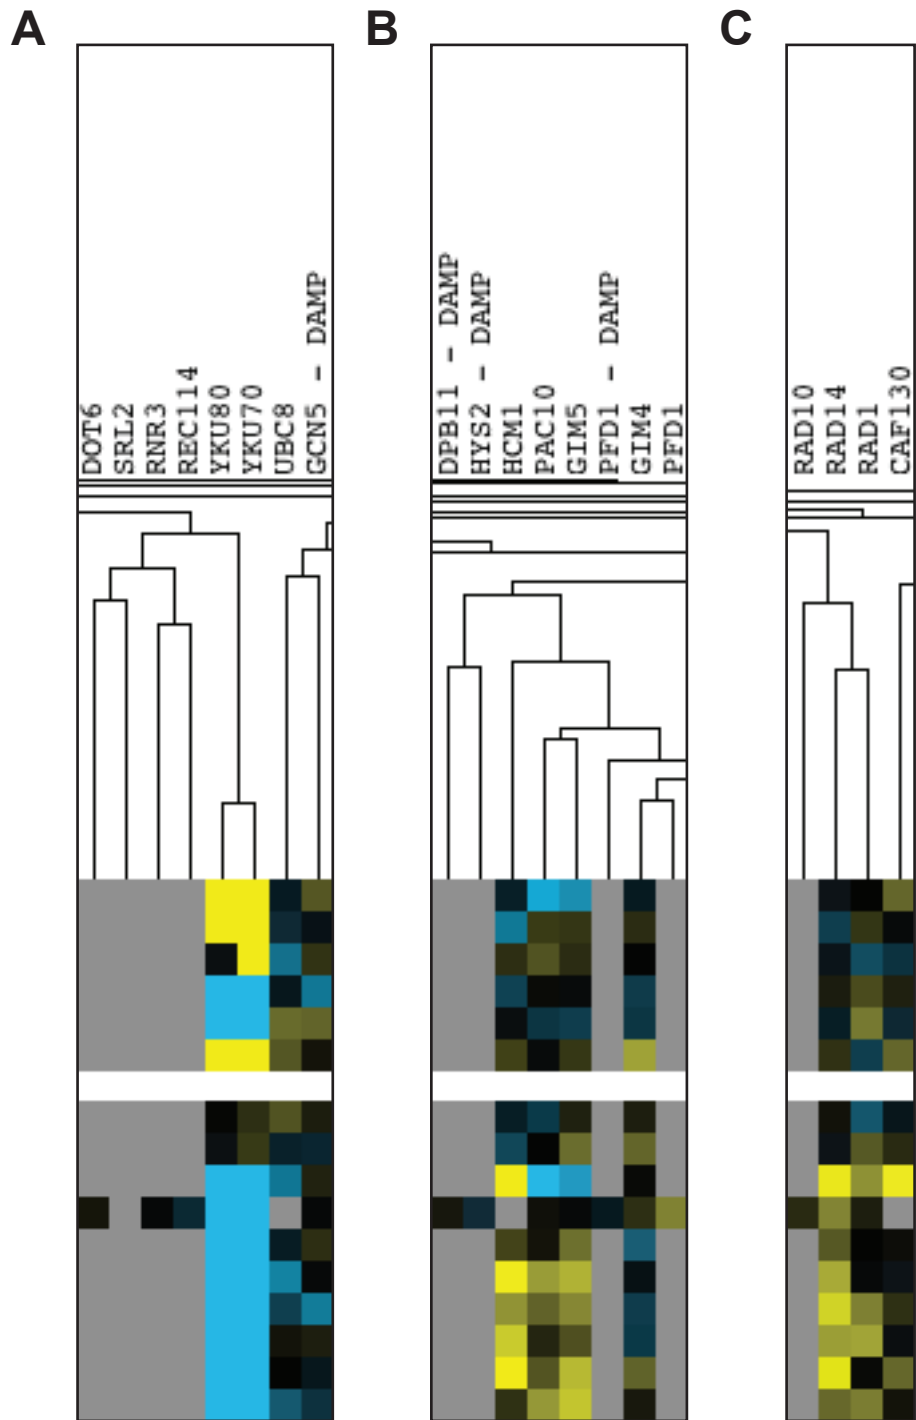 A
B
C
DOT6
SRL2
RNR3
REC114
YKU80
YKU70
UBC8
GCN5 – DAMP
DPB11 – DAMP
HYS2 – DAMP
HCM1
PAC10
GIM5
PFD1 – DAMP
GIM4
PFD1
RAD10
RAD14
RAD1
CAF130